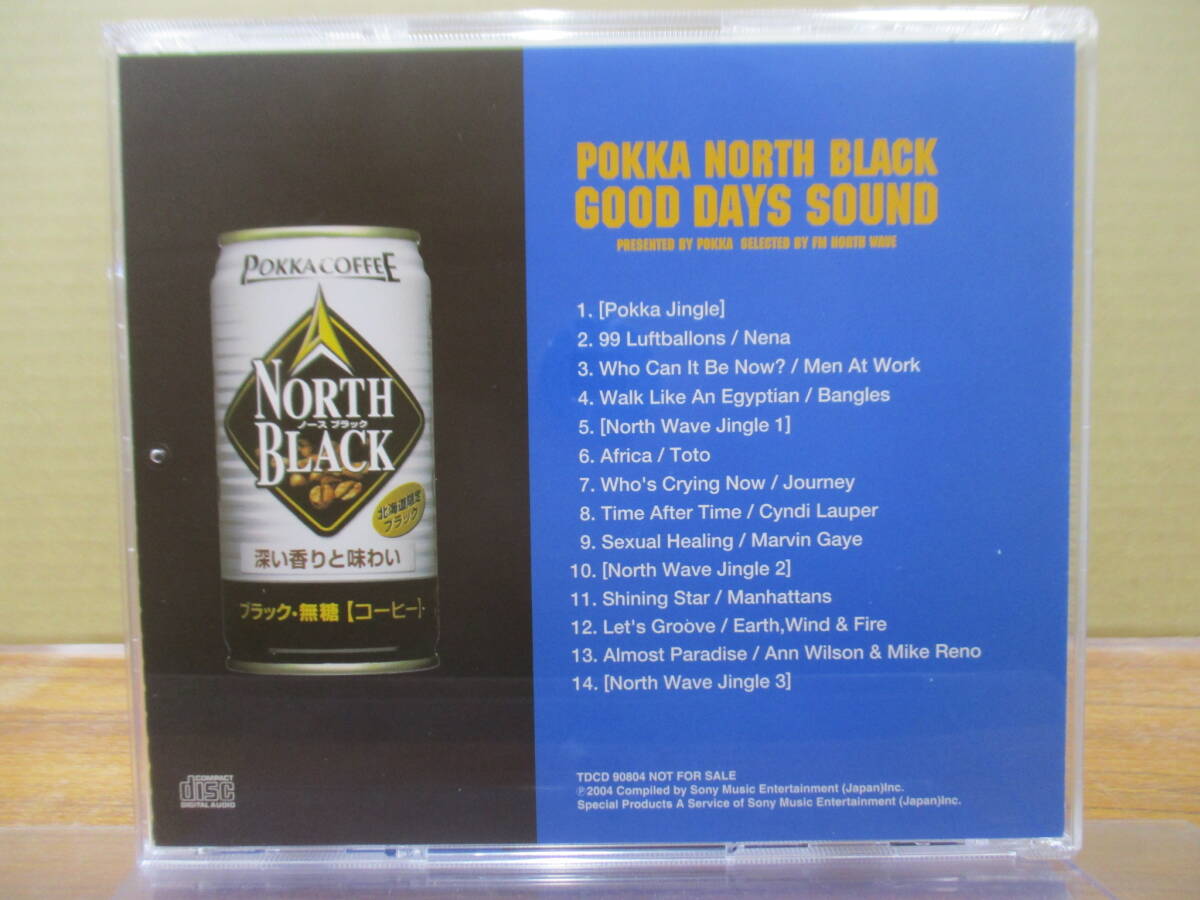 POKKA COFFEE
NORTH
ノース ブラック
BLACK
北海道限定
ブラック
深い香りと味わい
ブラック・無糖【コーヒー】
COMPACT
disc
DIGITAL AUDIO
POKKA NORTH BLACK
GOOD DAYS SOUND
PRESENTED BY POKKA SELECTED BY FM NORTH WAVE
1. [Pokka Jingle]
2. 99 Luftballons / Nena
3. Who Can It Be Now? / Men At Work
4. Walk Like An Egyptian / Bangles
5. [North Wave Jingle 1]
6. Africa / Toto
7. Who's Crying Now / Journey
8. Time After Time / Cyndi Lauper
9. Sexual Healing / Marvin Gaye
10. [North Wave Jingle 2]
11. Shining Star / Manhattans
12. Let's Groove / Earth,Wind & Fire
13. Almost Paradise / Ann Wilson & Mike Reno
14. [North Wave Jingle 3]
TDCD 90804 NOT FOR SALE
℗2004 Compiled by Sony Music Entertainment (Japan)Inc.
Special Products A Service of Sony Music Entertainment (Japan)Inc.